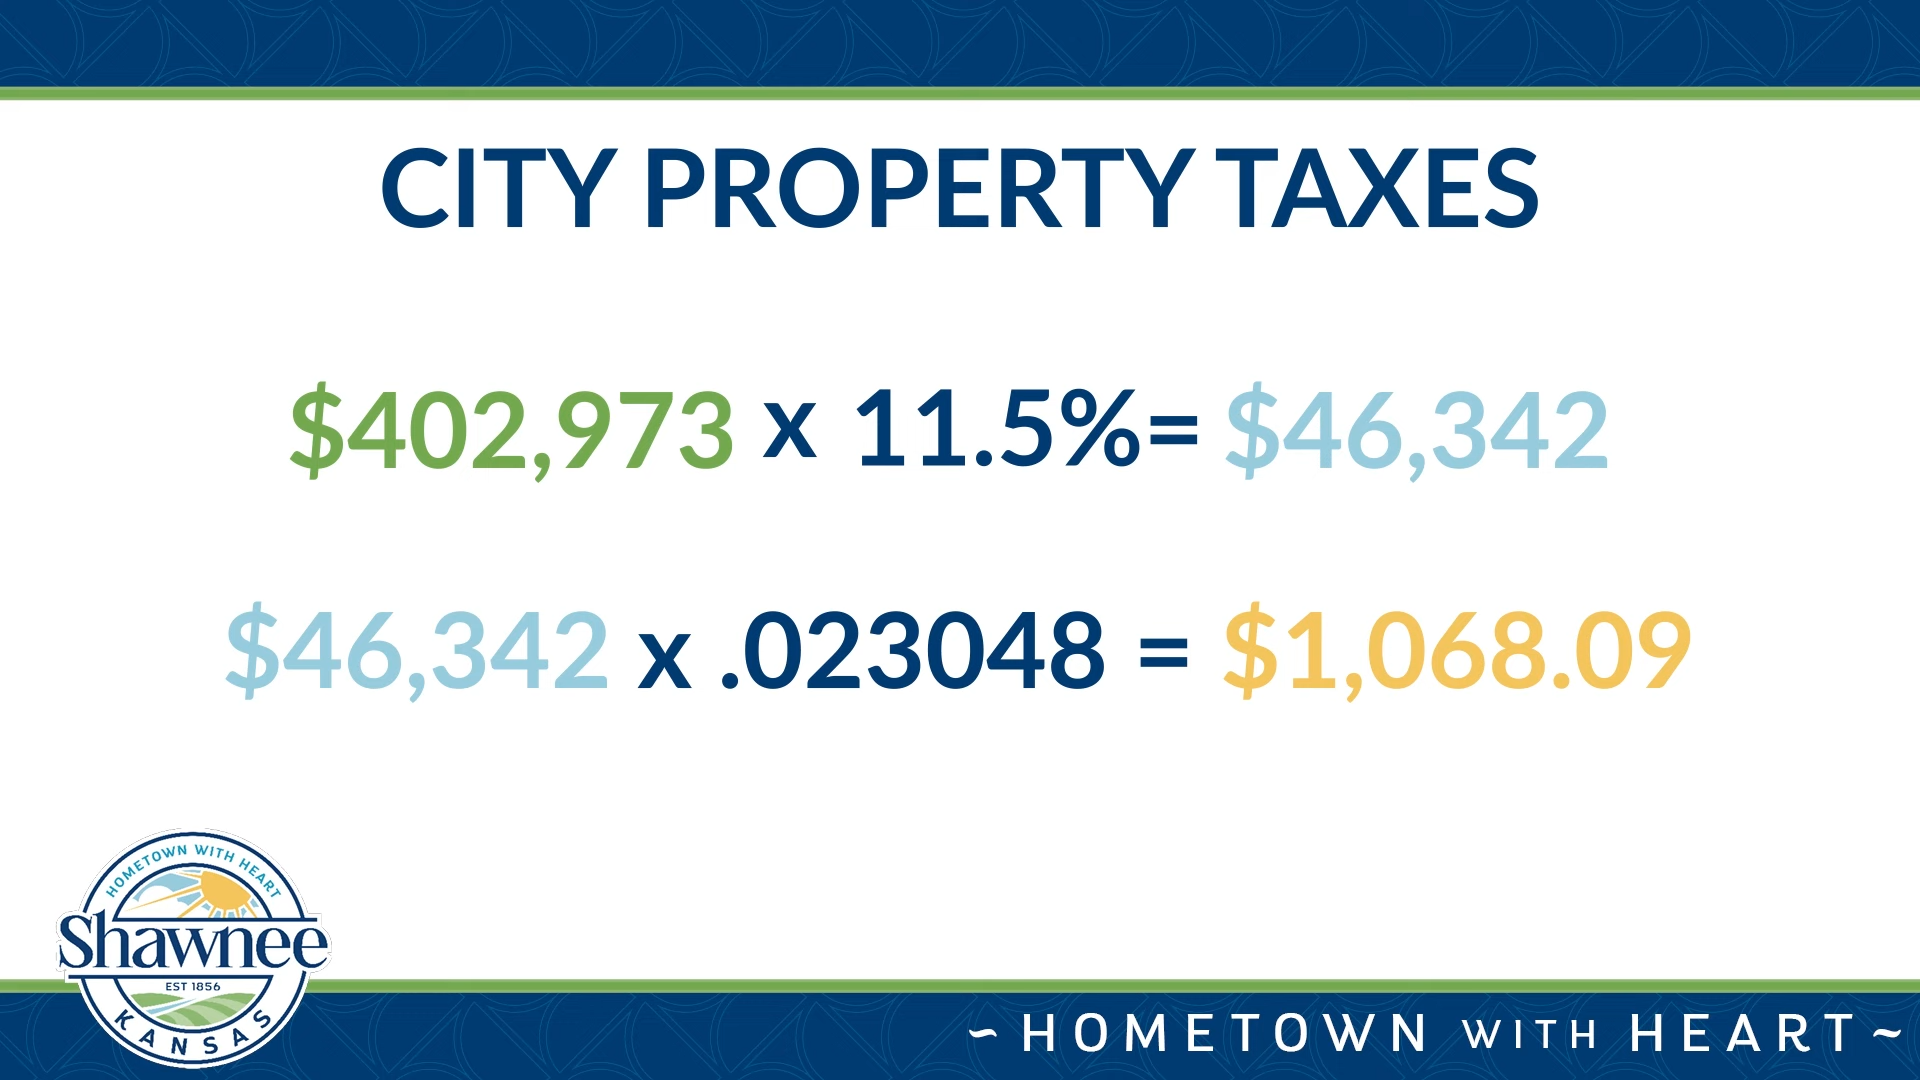 CITY PROPERTY TAXES
$402,973 x 11.5%= $46,342
$46,342 x .023048 = $1,068.09
HOMETOWN WITH HEART
Shawnee
EST 1856
KANSAS
~ HOMETOWN WITH HEART ~